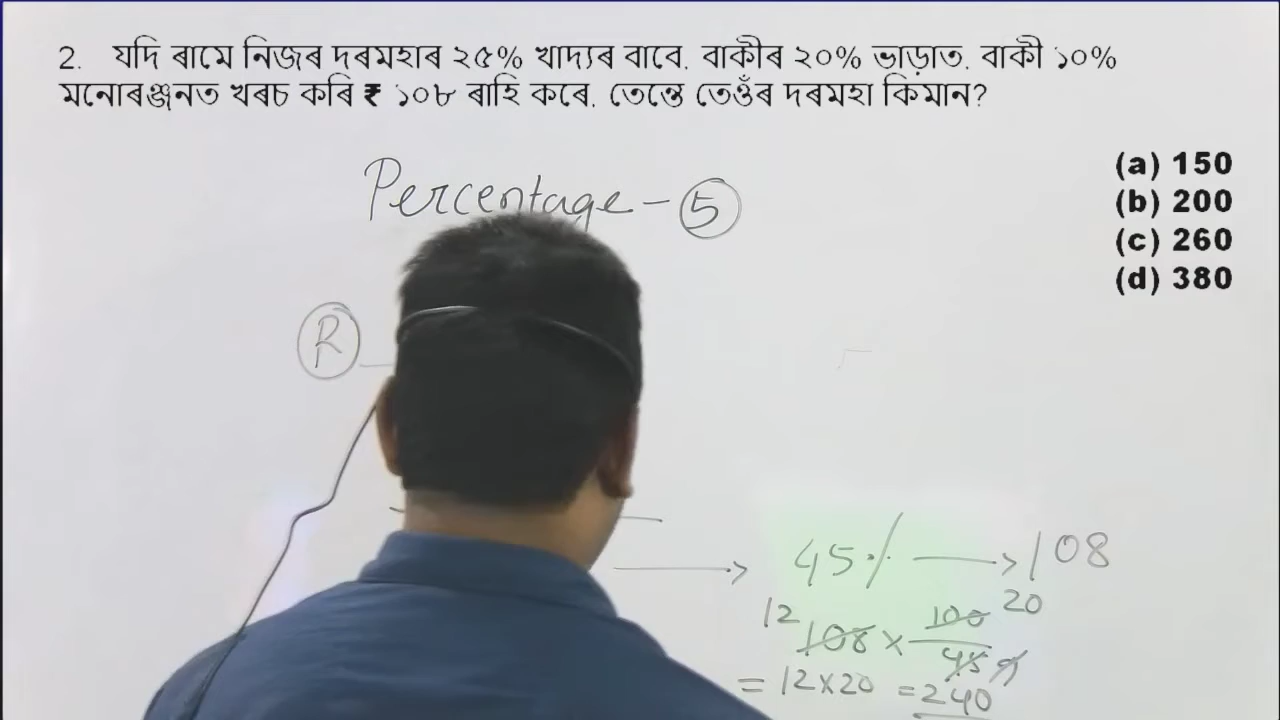 2. যদি ৰামে নিজৰ দৰমহাৰ ২৫% খাদ্যৰ বাবে. বাকীৰ ২০% ভাড়াত. বাকী ১০%
মনোৰঞ্জনত খৰচ কৰি ₹ ১০৮ ৰাহি কৰে. তেন্তে তেওঁৰ দৰমহা কিমান?
(a) 150
(b) 200
(c) 260
(d) 380
Percentage - 5
R
45% → 108
12 20
108 × 100
45 9
= 12×20 = 240